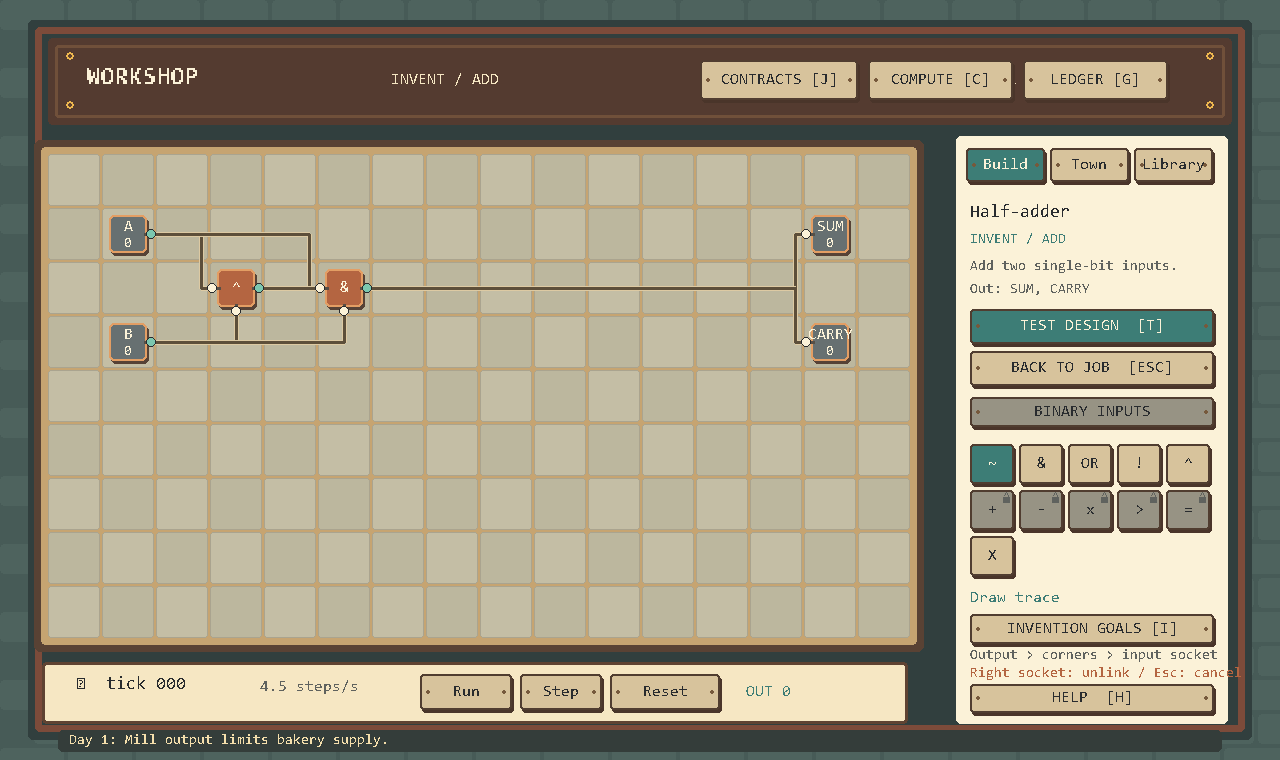 WORKSHOP
INVENT / ADD
CONTRACTS [J]
COMPUTE [C]
LEDGER [G]
Build
Town
Library
Half-adder
INVENT / ADD
Add two single-bit inputs.
Out: SUM, CARRY
TEST DESIGN [T]
BACK TO JOB [ESC]
BINARY INPUTS
~ & OR ! ^
+ - x > =
X
Draw trace
INVENTION GOALS [I]
Output > corners > input socket
Right socket: unlink / Esc: cancel
HELP [H]
A
0
SUM
0
^
&
B
0
CARRY
0
tick 000
4.5 steps/s
Run
Step
Reset
OUT 0
Day 1: Mill output limits bakery supply.